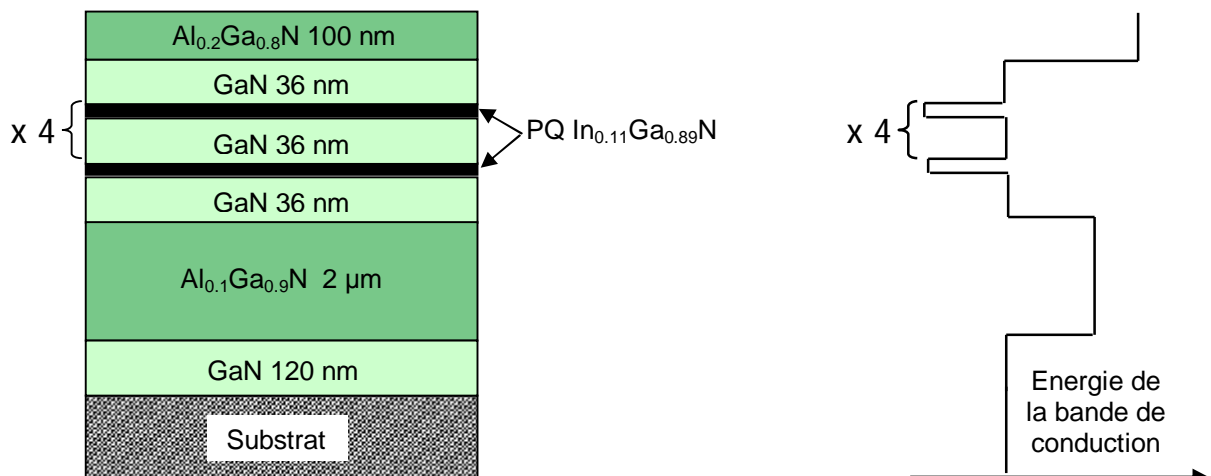 Al0.2Ga0.8N 100 nm
GaN 36 nm
x 4
GaN 36 nm
PQ In0.11Ga0.89N
GaN 36 nm
Al0.1Ga0.9N 2 µm
GaN 120 nm
Substrat
x 4
Energie de
la bande de
conduction